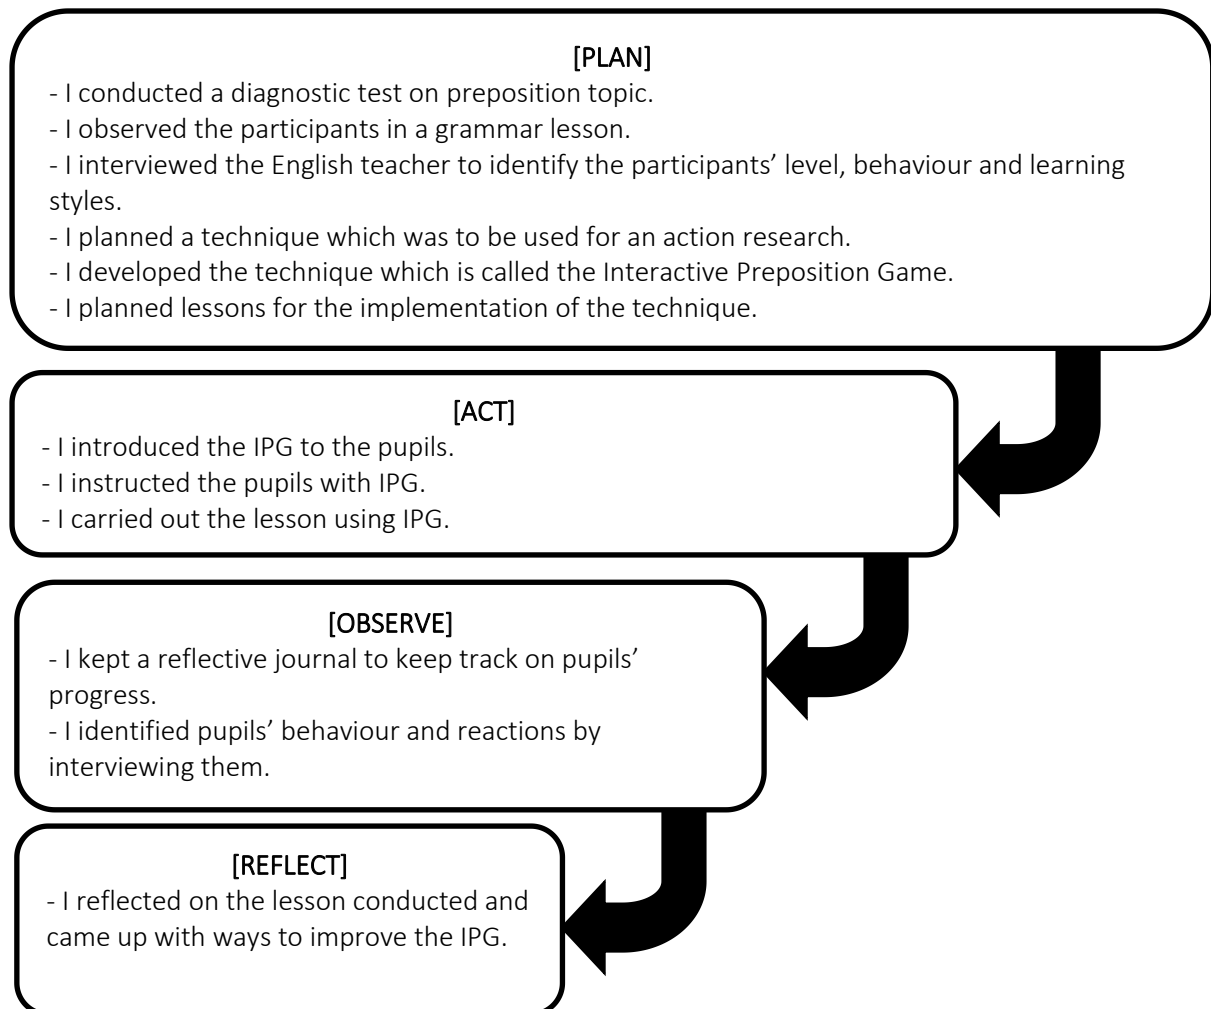 [PLAN]
- I conducted a diagnostic test on preposition topic.
- I observed the participants in a grammar lesson.
- I interviewed the English teacher to identify the participants’ level, behaviour and learning
styles.
- I planned a technique which was to be used for an action research.
- I developed the technique which is called the Interactive Preposition Game.
- I planned lessons for the implementation of the technique.
[ACT]
- I introduced the IPG to the pupils.
- I instructed the pupils with IPG.
- I carried out the lesson using IPG.
[OBSERVE]
- I kept a reflective journal to keep track on pupils’
progress.
- I identified pupils’ behaviour and reactions by
interviewing them.
[REFLECT]
- I reflected on the lesson conducted and
came up with ways to improve the IPG.